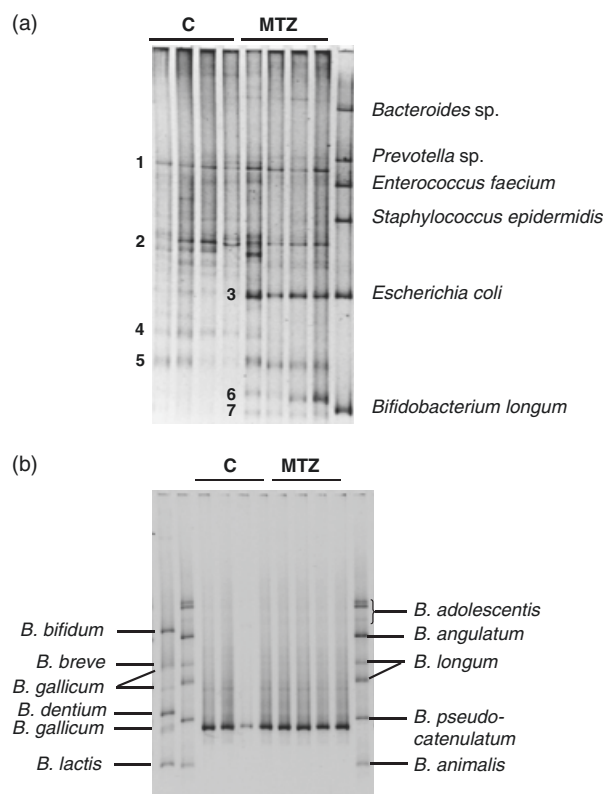 (a)
C MTZ
Bacteroides sp.
1 Prevotella sp.
Enterococcus faecium
Staphylococcus epidermidis
2
3 Escherichia coli
4
5
6
7 Bifidobacterium longum
(b)
C MTZ
B. bifidum
B. breve
B. gallicum
B. dentium
B. gallicum
B. lactis
B. adolescentis
B. angulatum
B. longum
B. pseudo-
catenulatum
B. animalis